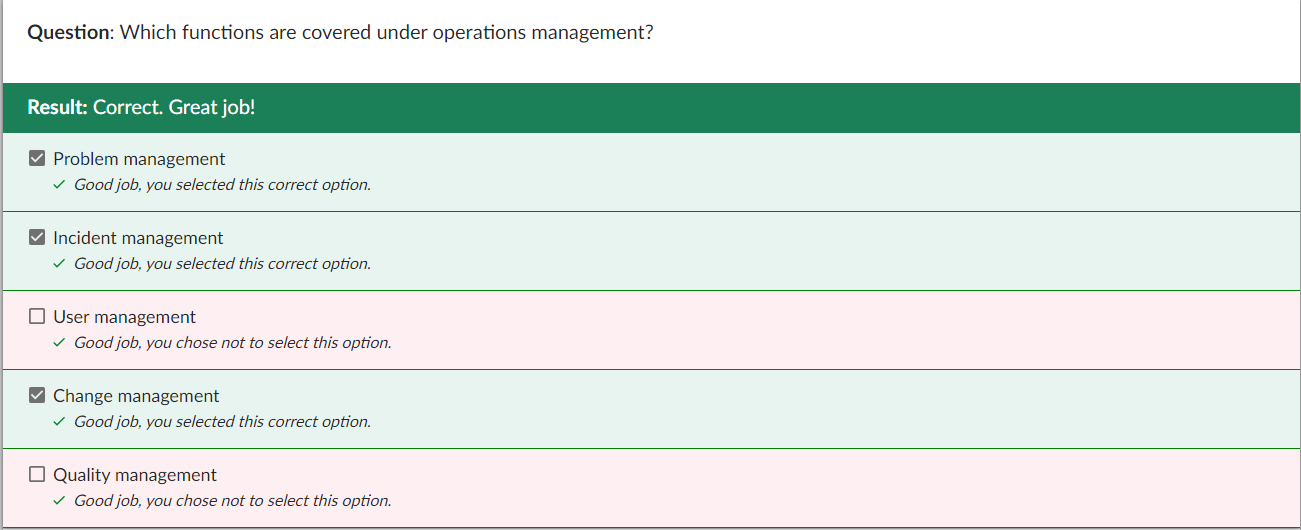 Question: Which functions are covered under operations management?
Result: Correct. Great job!
Problem management
Good job, you selected this correct option.
Incident management
Good job, you selected this correct option.
User management
Good job, you chose not to select this option.
Change management
Good job, you selected this correct option.
Quality management
Good job, you chose not to select this option.